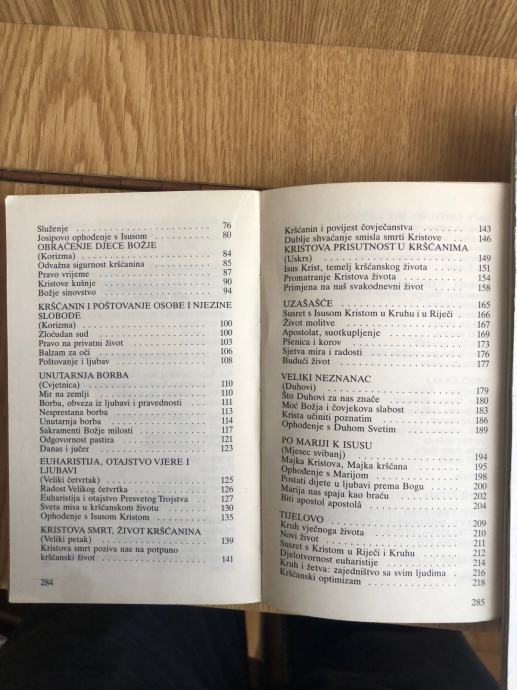 Služenje . . . 76
Josipovo ophođenje s Isusom . . . 80
OBRAĆENJE DJECE BOŽJE
(Korizma) . . . 84
Odvažna sigurnost kršćanina . . . 85
Pravo vrijeme . . . 87
Kristove kušnje . . . 90
Božje sinovstvo . . . 94
KRŠĆANIN I POŠTOVANJE OSOBE I NJEZINE
SLOBODE
(Korizma) . . . 100
Zloćudan sud . . . 100
Pravo na privatni život . . . 103
Balzam za oči . . . 106
Poštovanje i ljubav . . . 108
UNUTARNJA BORBA
(Cvjetnica) . . . 110
Mir na zemlji . . . 110
Borba, obveza iz ljubavi i pravednosti . . . 111
Nesprestana borba . . . 113
Unutarnja borba . . . 114
Sakramenti Božje milosti . . . 117
Odgovornost pastira . . . 121
Danas i jučer . . . 123
EUHARISTIJA, OTAJSTVO VJERE I
LJUBAVI
(Veliki četvrtak) . . . 125
Radost Velikog četvrtka . . . 126
Euharistija i otajstvo Presvetog Trojstva . . . 127
Sveta misa u kršćanskom životu . . . 130
Ophođenje s Isusom Kristom . . . 135
KRISTOVA SMRT, ŽIVOT KRŠĆANINA
(Veliki petak) . . . 139
Kristova smrt poziva nas na potpuno
kršćanski život . . . 141
284
Kršćanin i povijest čovječanstva . . . 143
Dublje shvaćanje smisla smrti Kristove . . . 146
KRISTOVA PRISUTNOST U KRŠĆANIMA
(Uskrs) . . . 149
Isus Krist, temelj kršćanskog života . . . 151
Promatranje Kristova života . . . 154
Primjena na naš svakodnevni život . . . 158
UZAŠAŠĆE . . . 165
Susret s Isusom Kristom u Kruhu i u Riječi . 166
Život molitve . . . 167
Apostolat, suotkupljenje . . . 169
Pšenica i korov . . . 173
Sjetva mira i radosti . . . 176
Budući život . . . 177
VELIKI NEZNANAC
(Duhovi) . . . 179
Što Duhovi za nas znače . . . 180
Moć Božja i čovjekova slabost . . . 183
Krista učiniti poznatim . . . 186
Ophođenje s Duhom Svetim . . . 189
PO MARIJI K ISUSU
(Mjesec svibanj) . . . 194
Majka Kristova, Majka kršćana . . . 195
Ophođenje s Marijom . . . 198
Postati dijete u ljubavi prema Bogu . . . 200
Marija nas spaja kao braću . . . 202
Biti apostol apostolâ . . . 204
TIJELOVO . . . 209
Kruh vječnoga života . . . 210
Novi život . . . 211
Susret s Kristom u Riječi i Kruhu . . . 212
Djelotvornost euharistije . . . 214
Kruh i žetva: zajedništvo sa svim ljudima . 216
Kršćanski optimizam . . . 218
285